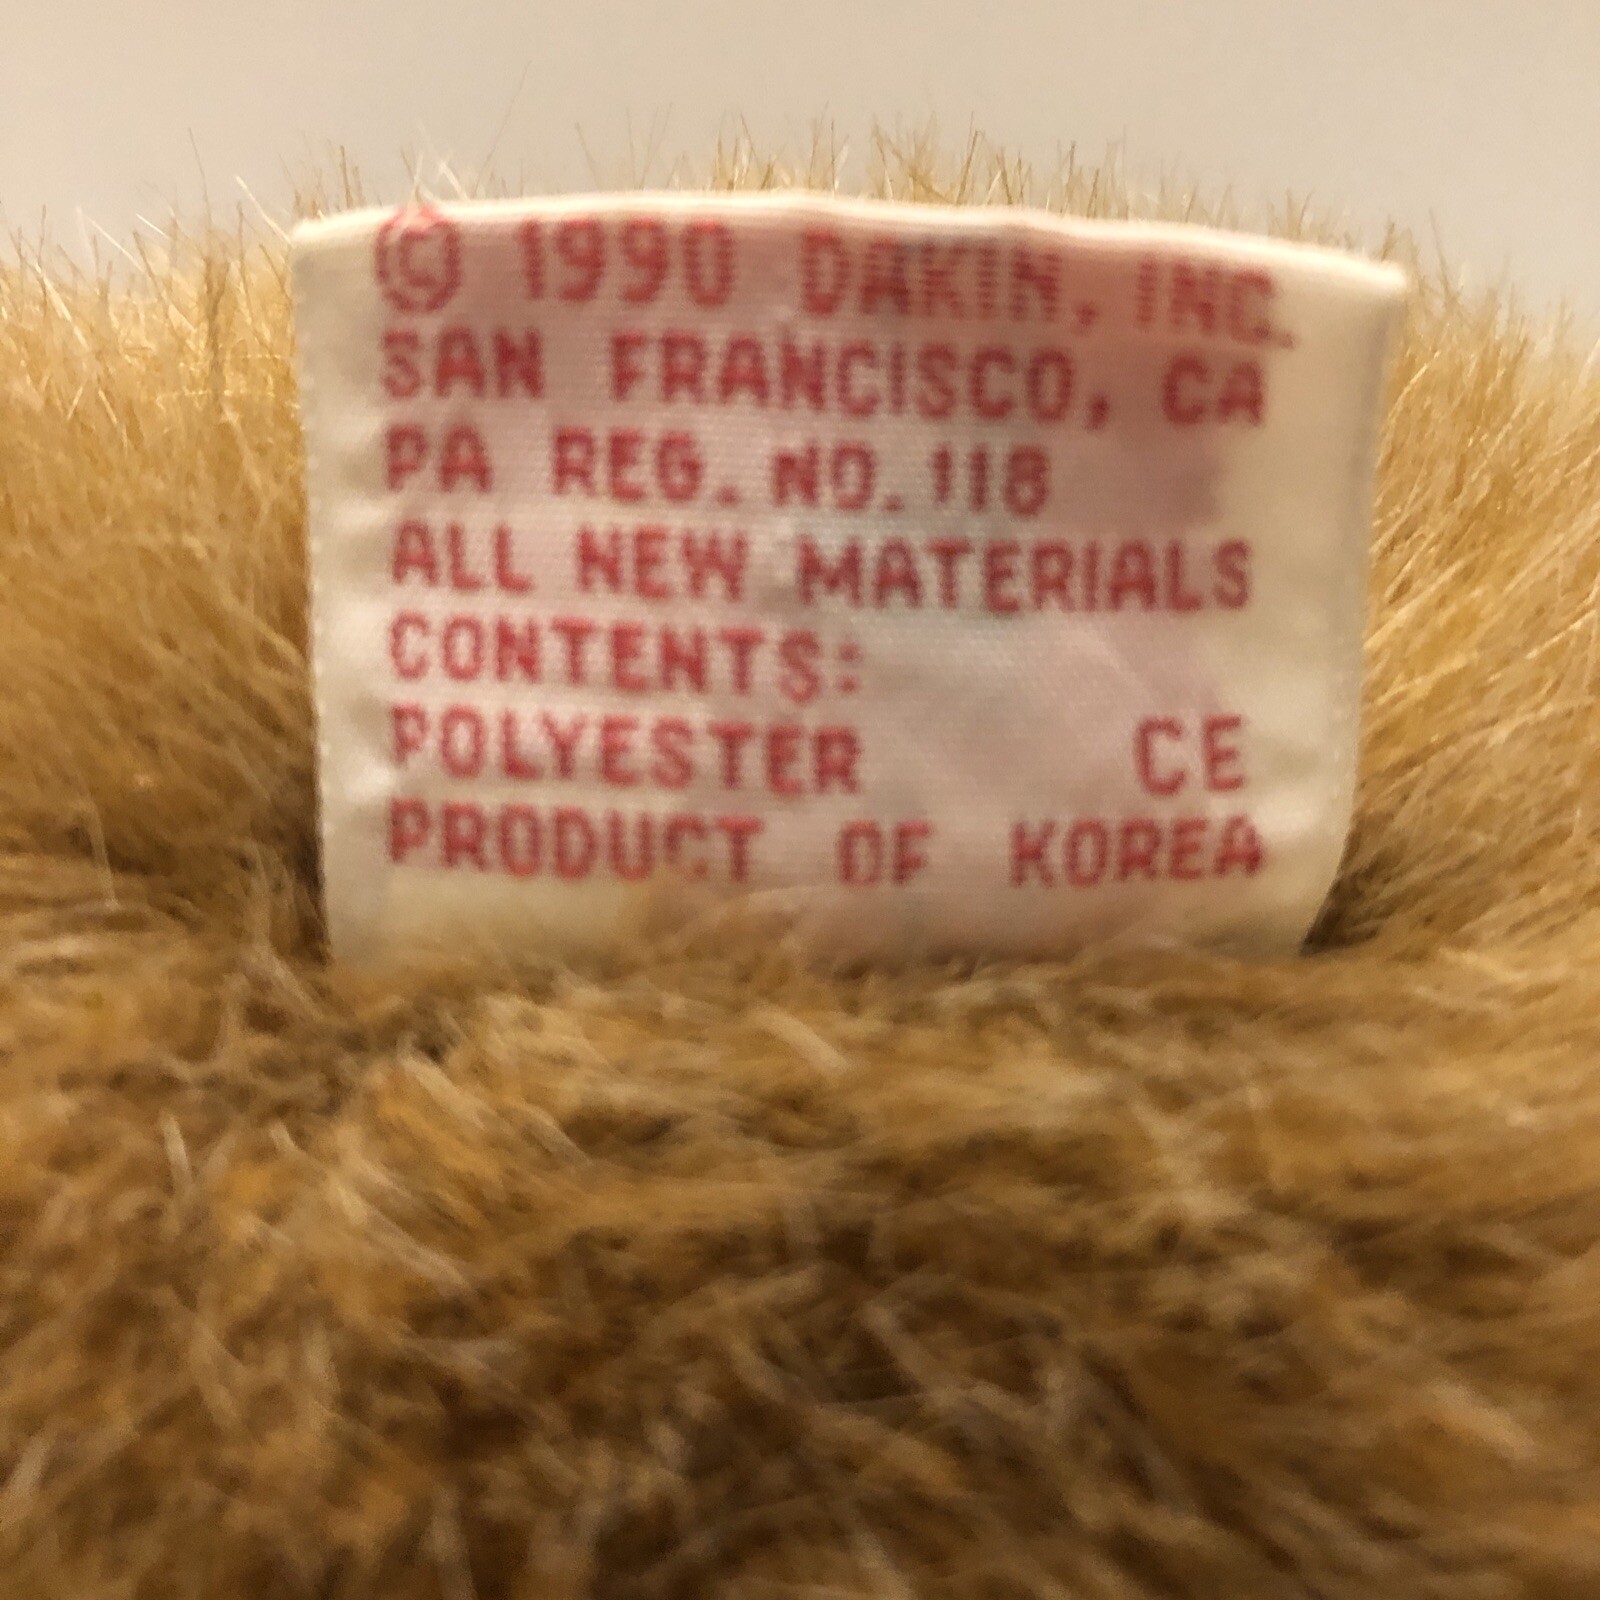 © 1990 DAKIN, INC.
SAN FRANCISCO, CA
PA REG. NO. 118
ALL NEW MATERIALS
CONTENTS:
POLYESTER CE
PRODUCT OF KOREA